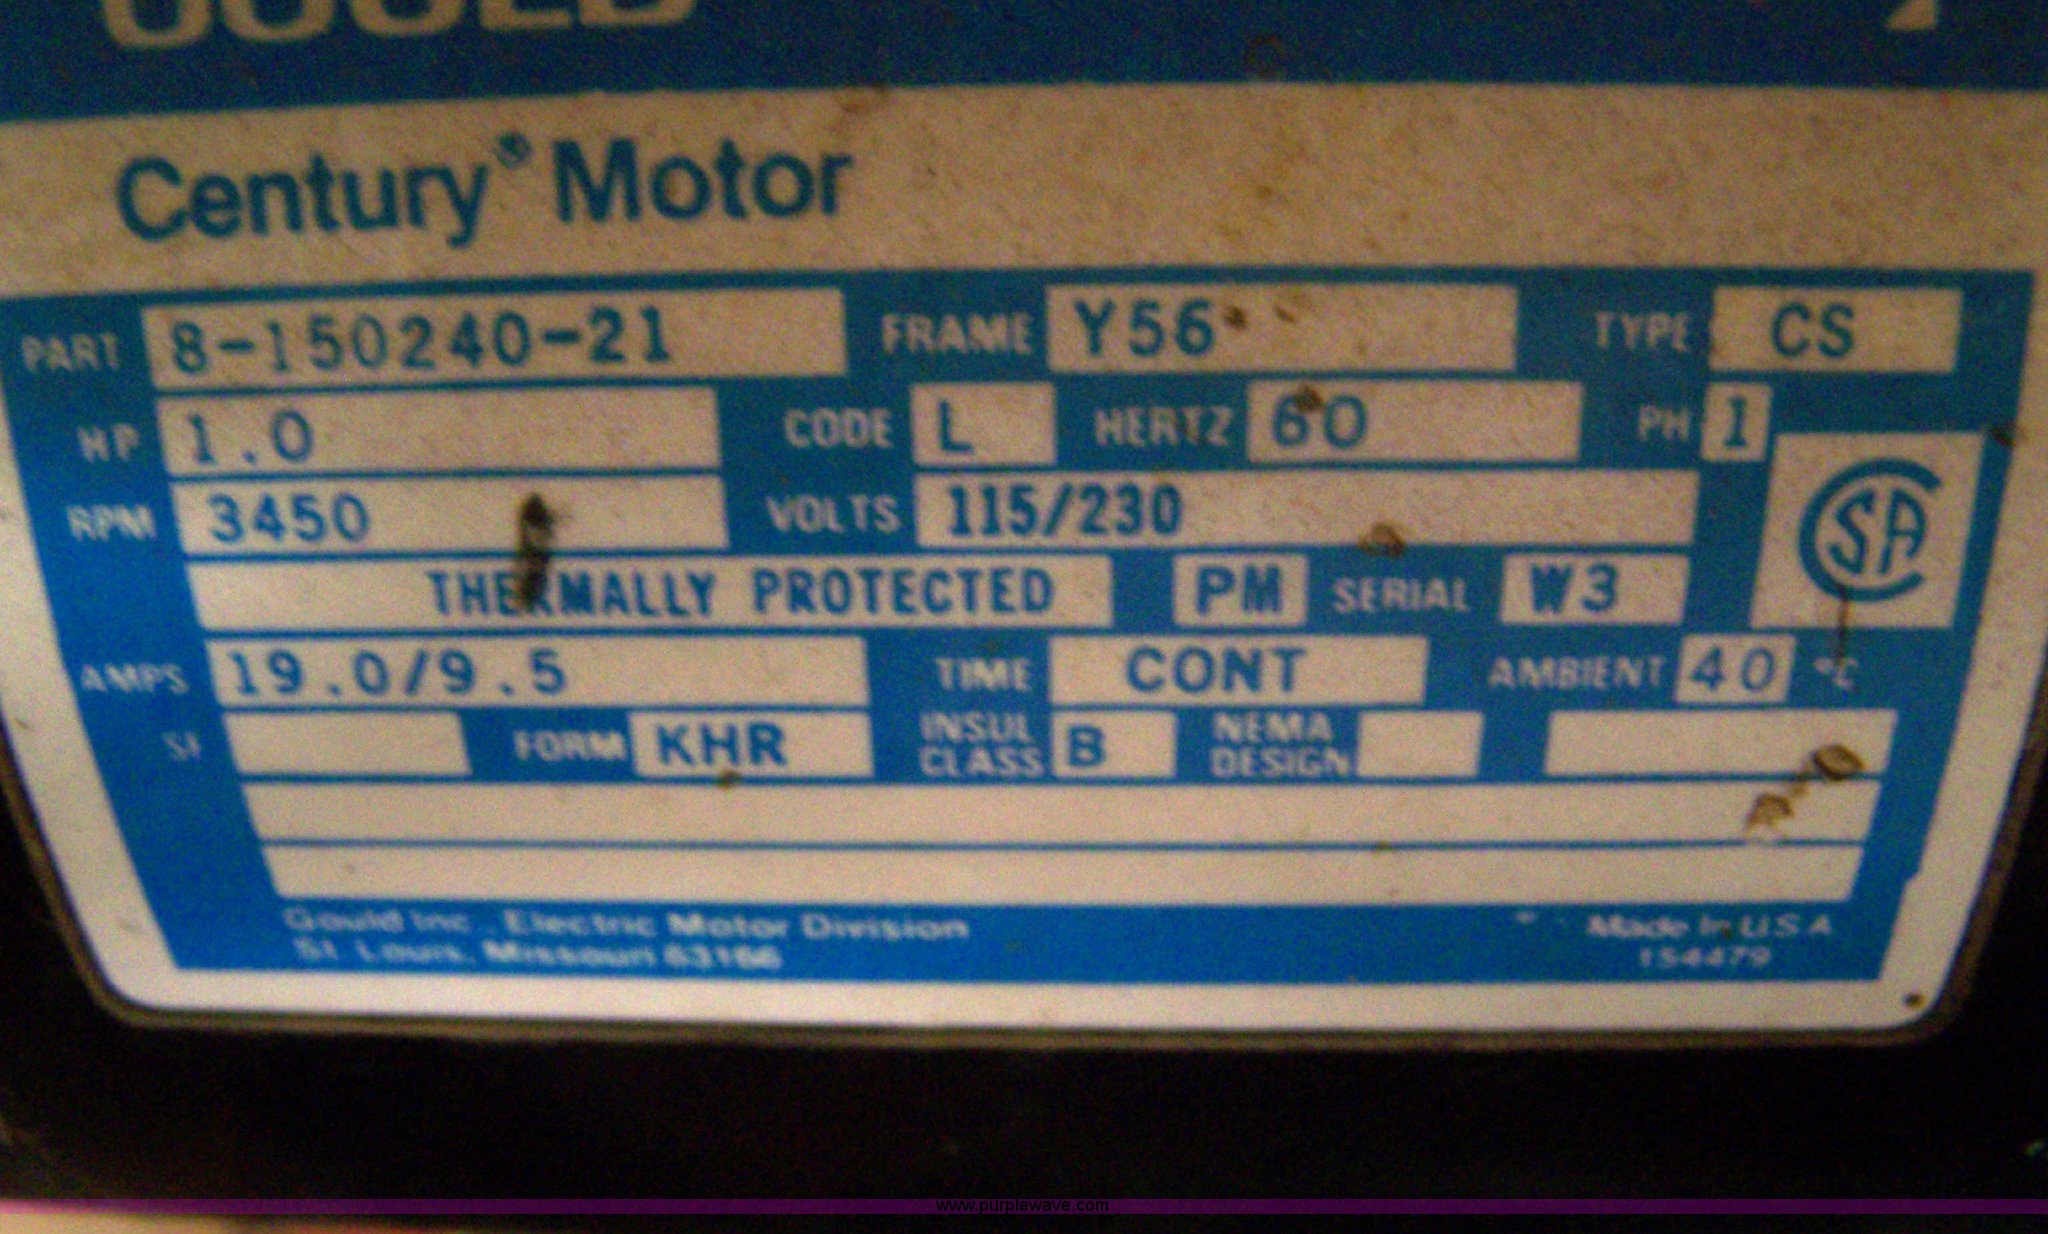 GOULD
Century® Motor
PART 8-150240-21 FRAME Y56 TYPE CS
HP 1.0 CODE L HERTZ 60 PH 1
RPM 3450 VOLTS 115/230
THERMALLY PROTECTED PM SERIAL W3
AMPS 19.0/9.5 TIME CONT AMBIENT 40 °C
SF FORM KHR INSUL CLASS B NEMA DESIGN
Gould Inc., Electric Motor Division
St. Louis, Missouri 63166
Made In U.S.A
154479
CSA
www.purplewave.com